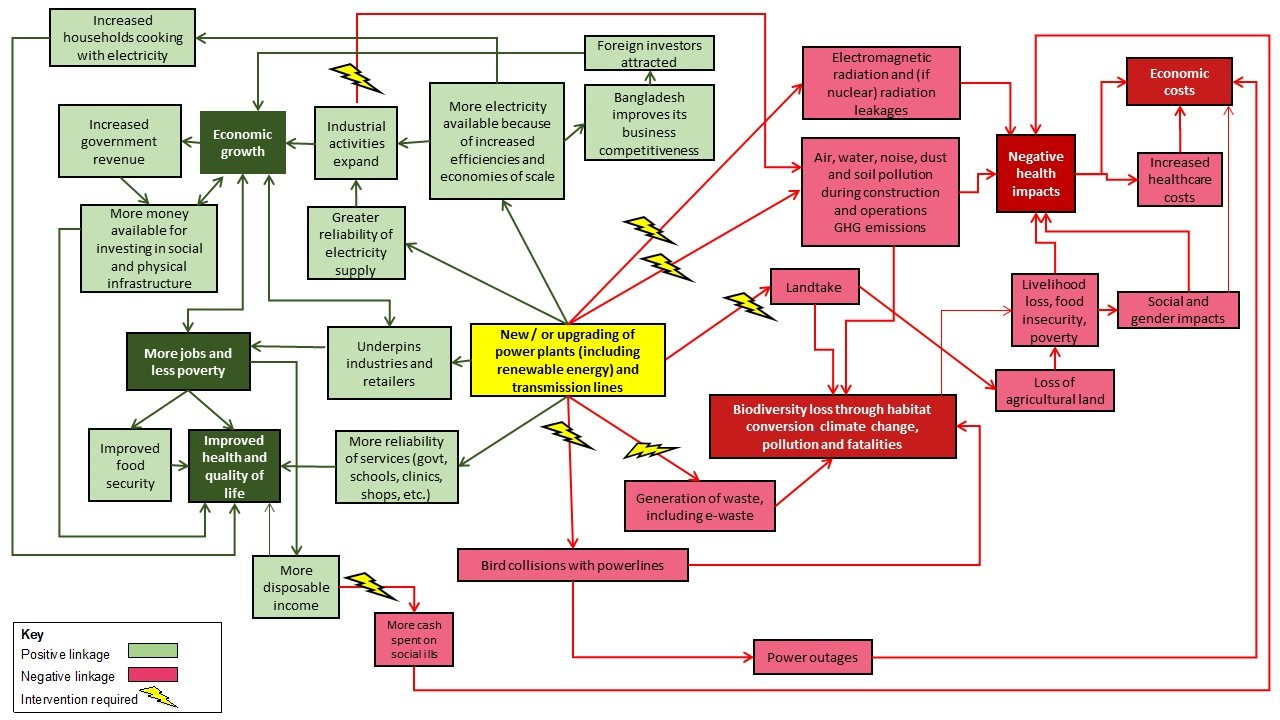 Increased
households cooking
with electricity
Foreign investors
attracted
Electromagnetic
radiation and (if
nuclear) radiation
leakages
Economic
costs
More electricity
available because
of increased
efficiencies and
economies of scale
Bangladesh
improves its
business
competitiveness
Increased
government
revenue
Economic
growth
Industrial
activities
expand
Air, water, noise, dust
and soil pollution
during construction
and operations
GHG emissions
Negative
health
impacts
Increased
healthcare
costs
More money
available for
investing in social
and physical
infrastructure
Greater
reliability of
electricity
supply
Landtake
Livelihood
loss, food
insecurity,
poverty
Social and
gender impacts
More jobs and
less poverty
Underpins
industries and
retailers
New / or upgrading of
power plants (including
renewable energy) and
transmission lines
Loss of
agricultural land
Biodiversity loss through habitat
conversion climate change,
pollution and fatalities
Improved
food
security
Improved
health and
quality of
life
More reliability
of services (govt,
schools, clinics,
shops, etc.)
Generation of waste,
including e-waste
Bird collisions with powerlines
More
disposable
income
More cash
spent on
social ills
Power outages
Key
Positive linkage
Negative linkage
Intervention required